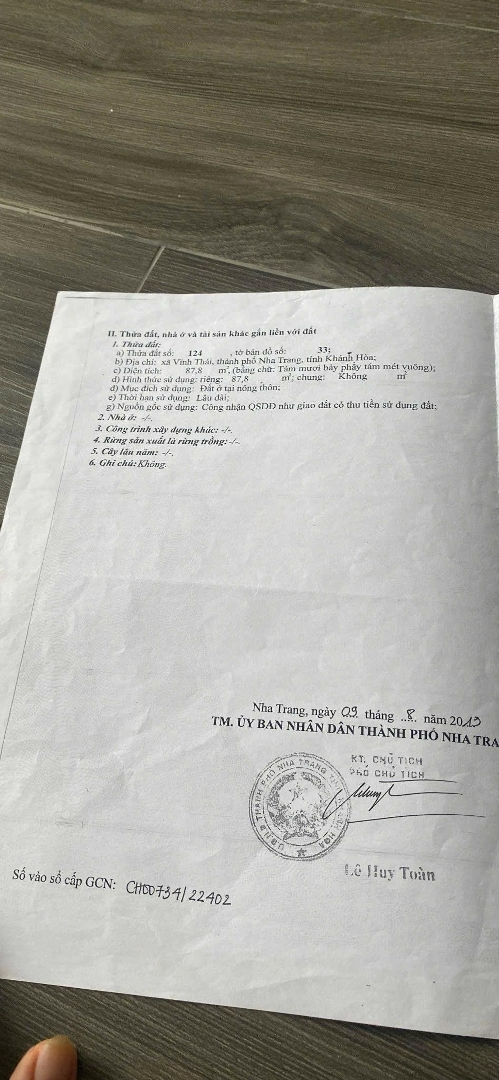 II. Thửa đất, nhà ở và tài sản khác gắn liền với đất
1. Thửa đất:
a) Thửa đất số: 124 , tờ bản đồ số: 33;
b) Địa chỉ: xã Vĩnh Thái, thành phố Nha Trang, tỉnh Khánh Hòa;
c) Diện tích: 87,8 m², (bằng chữ: Tám mươi bảy phẩy tám mét vuông);
d) Hình thức sử dụng: riêng: 87,8 m²; chung: Không m²
đ) Mục đích sử dụng: Đất ở tại nông thôn;
e) Thời hạn sử dụng: Lâu dài;
g) Nguồn gốc sử dụng: Công nhận QSDĐ như giao đất có thu tiền sử dụng đất;
2. Nhà ở: -/-.
3. Công trình xây dựng khác: -/-.
4. Rừng sản xuất là rừng trồng: -/-.
5. Cây lâu năm: -/-.
6. Ghi chú: Không.
Nha Trang, ngày 09 tháng ..8.. năm 2013
TM. ỦY BAN NHÂN DÂN THÀNH PHỐ NHA TRA
KT. CHỦ TỊCH
PHÓ CHỦ TỊCH
U.B.N.D THÀNH PHỐ NHA TRANG TỈNH KHÁNH HÒA
Lê Huy Toàn
Số vào sổ cấp GCN: CH00734/22402